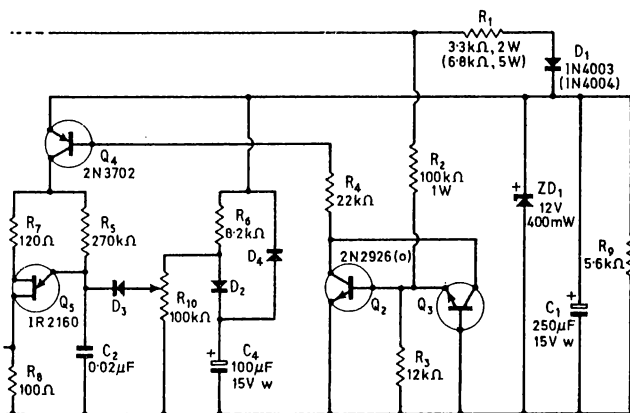 R1
3.3kΩ, 2W
(6.8kΩ, 5W)
D1
1N4003
(1N4004)
Q4
2N3702
R2
100kΩ
1W
R4
22kΩ
ZD1
12V
400mW
R7
120Ω
R5
270kΩ
R6
8.2kΩ
D4
R9
5.6kΩ
2N2926(o)
Q5
IR2160
D3
R10
100kΩ
D2
Q2
Q3
C1
250μF
15V w
C2
0.02μF
C4
100μF
15V w
R3
12kΩ
R8
100Ω
+
+
+